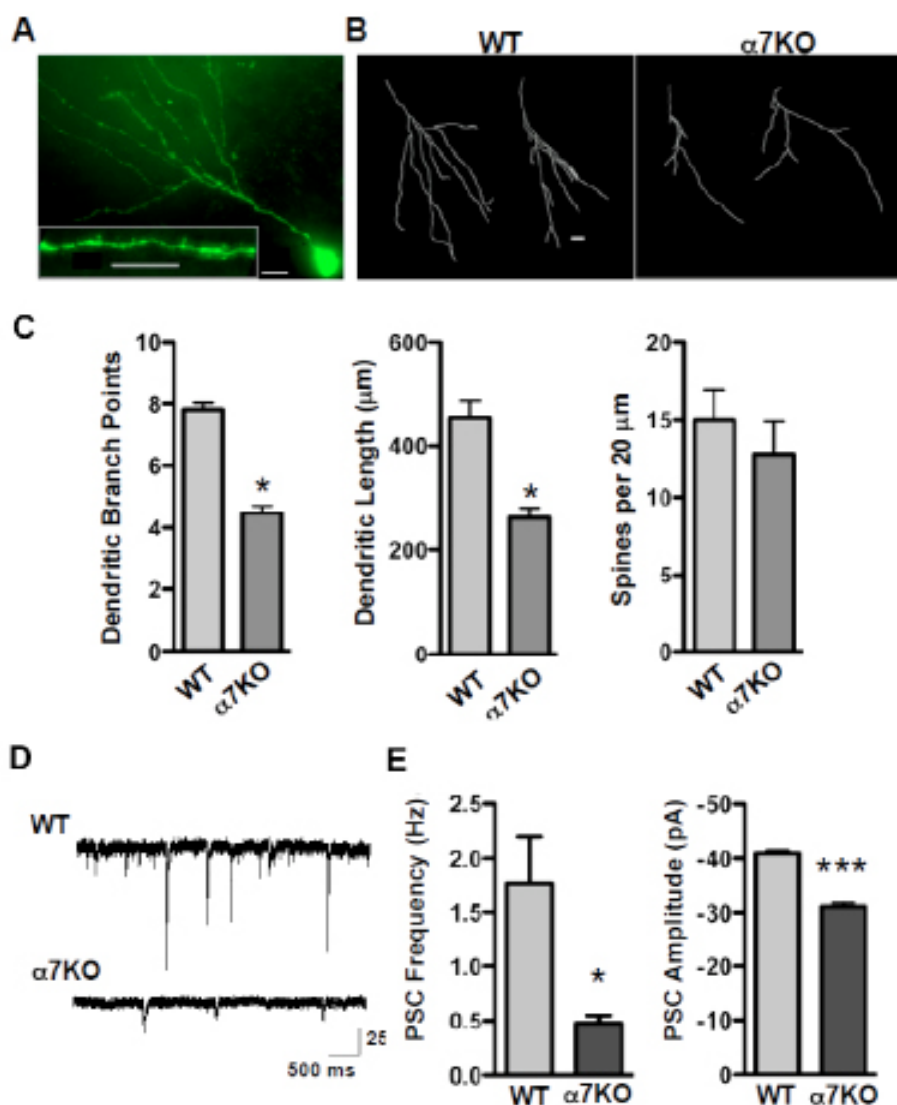 A
B
WT
α7KO
C
Dendritic Branch Points
10
8
6
4
2
0
WT
α7KO
Dendritic Length (μm)
600
400
200
0
WT
α7KO
Spines per 20 μm
20
15
10
5
0
WT
α7KO
D
WT
α7KO
25
500 ms
E
PSC Frequency (Hz)
2.5
2.0
1.5
1.0
0.5
0.0
WT
α7KO
PSC Amplitude (pA)
-50
-40
-30
-20
-10
0
WT
α7KO
*
*
*
***